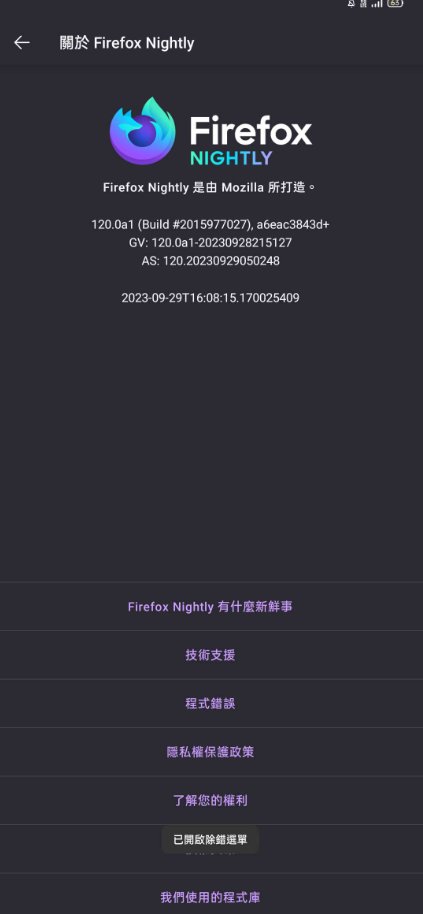 63
關於 Firefox Nightly
Firefox
NIGHTLY
Firefox Nightly 是由 Mozilla 所打造。
120.0a1 (Build #2015977027), a6eac3843d+
GV: 120.0a1-20230928215127
AS: 120.20230929050248
2023-09-29T16:08:15.170025409
Firefox Nightly 有什麼新鮮事
技術支援
程式錯誤
隱私權保護政策
了解您的權利
已開啟除錯選單
我們使用的程式庫